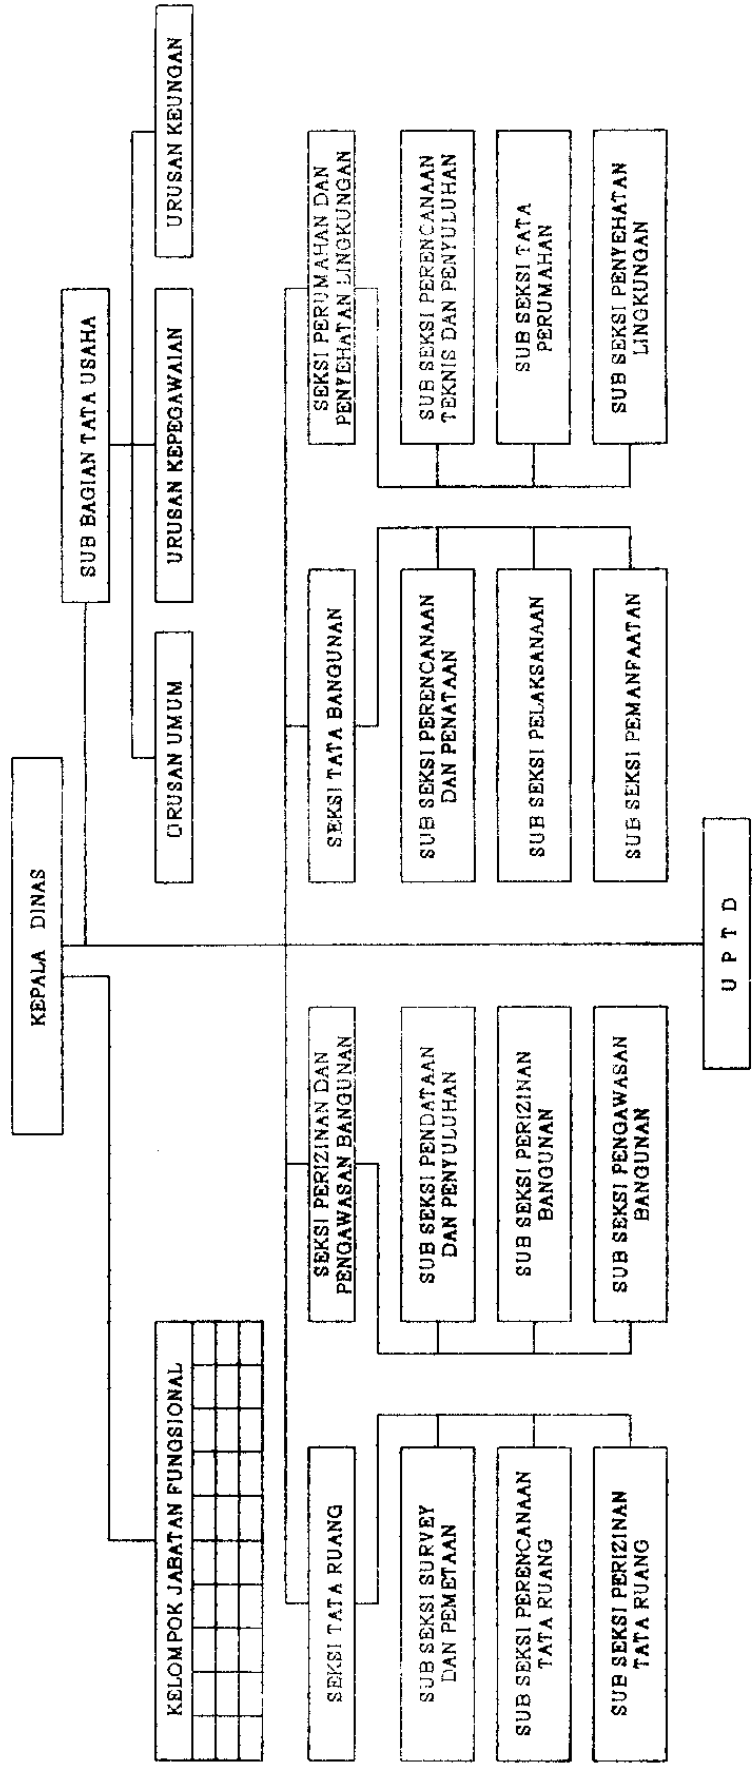 KEPALA DINAS
SUB BAGIAN TATA USAHA
KELOMPOK JABATAN FUNGSIONAL
URUSAN UMUM
URUSAN KEPEGAWAIAN
URUSAN KEUNGAN
SEKSI TATA RUANG
SEKSI PERIZINAN DAN
PENGAWASAN BANGUNAN
SEKSI TATA BANGUNAN
SEKSI PERUMAHAN DAN
PENYEHATAN LINGKUNGAN
SUB SEKSI SURVEY
DAN PEMETAAN
SUB SEKSI PENDATAAN
DAN PENYULUHAN
SUB SEKSI PERENCANAAN
DAN PENATAAN
SUB SEKSI PERENCANAAN
TEKNIS DAN PENYULUHAN
SUB SEKSI PERENCANAAN
TATA RUANG
SUB SEKSI PERIZINAN
BANGUNAN
SUB SEKSI PELAKSANAAN
SUB SEKSI TATA
PERUMAHAN
SUB SEKSI PERIZINAN
TATA RUANG
SUB SEKSI PENGAWASAN
BANGUNAN
SUB SEKSI PEMANFAATAN
SUB SEKSI PENYEHATAN
LINGKUNGAN
U P T D